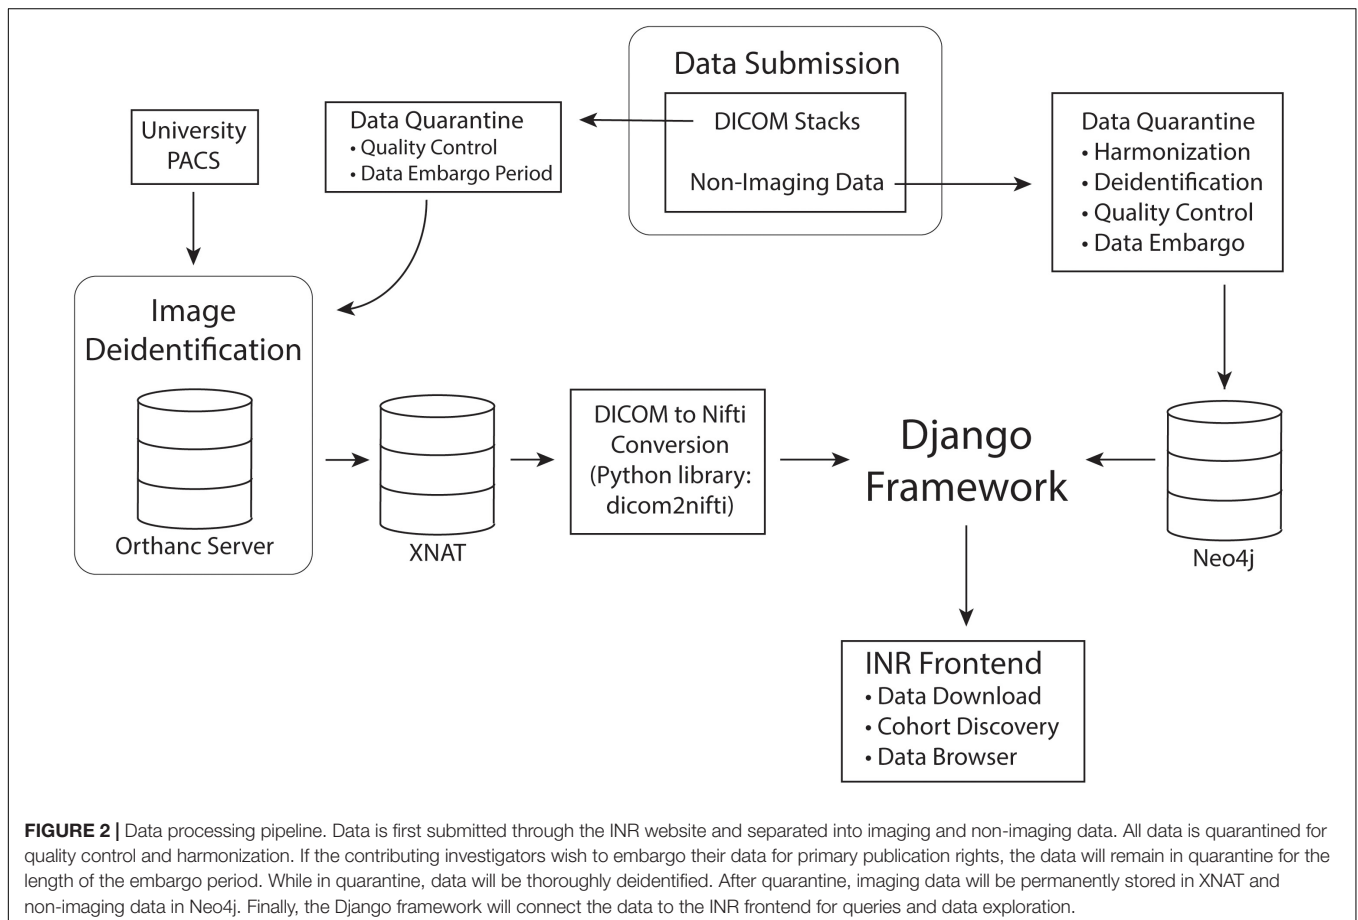 Data Submission
DICOM Stacks
Non-Imaging Data
University
PACS
Data Quarantine
• Quality Control
• Data Embargo Period
Data Quarantine
• Harmonization
• Deidentification
• Quality Control
• Data Embargo
Image
Deidentification
Orthanc Server
XNAT
DICOM to Nifti
Conversion
(Python library:
dicom2nifti)
Django
Framework
Neo4j
INR Frontend
• Data Download
• Cohort Discovery
• Data Browser
FIGURE 2 | Data processing pipeline. Data is first submitted through the INR website and separated into imaging and non-imaging data. All data is quarantined for
quality control and harmonization. If the contributing investigators wish to embargo their data for primary publication rights, the data will remain in quarantine for the
length of the embargo period. While in quarantine, data will be thoroughly deidentified. After quarantine, imaging data will be permanently stored in XNAT and
non-imaging data in Neo4j. Finally, the Django framework will connect the data to the INR frontend for queries and data exploration.